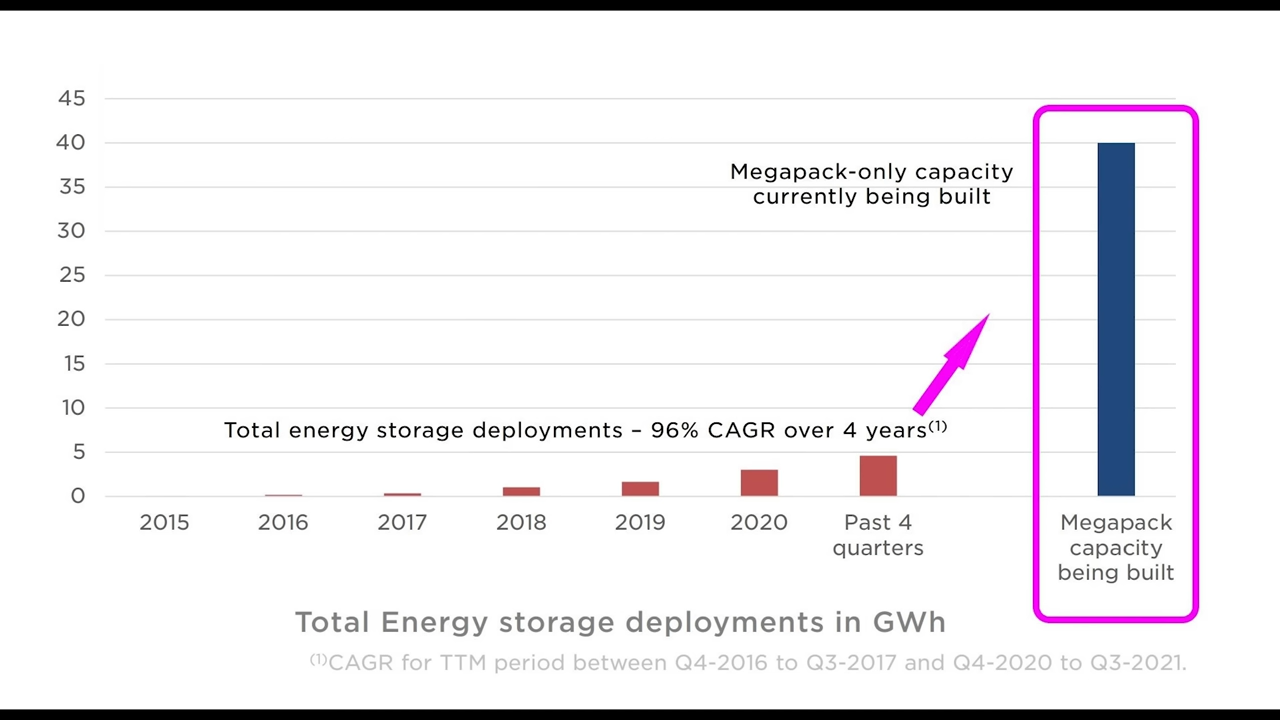 45
40
35
30
25
20
15
10
5
0
Megapack-only capacity
currently being built
Total energy storage deployments – 96% CAGR over 4 years⁽¹⁾
2015 2016 2017 2018 2019 2020 Past 4
quarters
Megapack
capacity
being built
Total Energy storage deployments in GWh
⁽¹⁾CAGR for TTM period between Q4-2016 to Q3-2017 and Q4-2020 to Q3-2021.